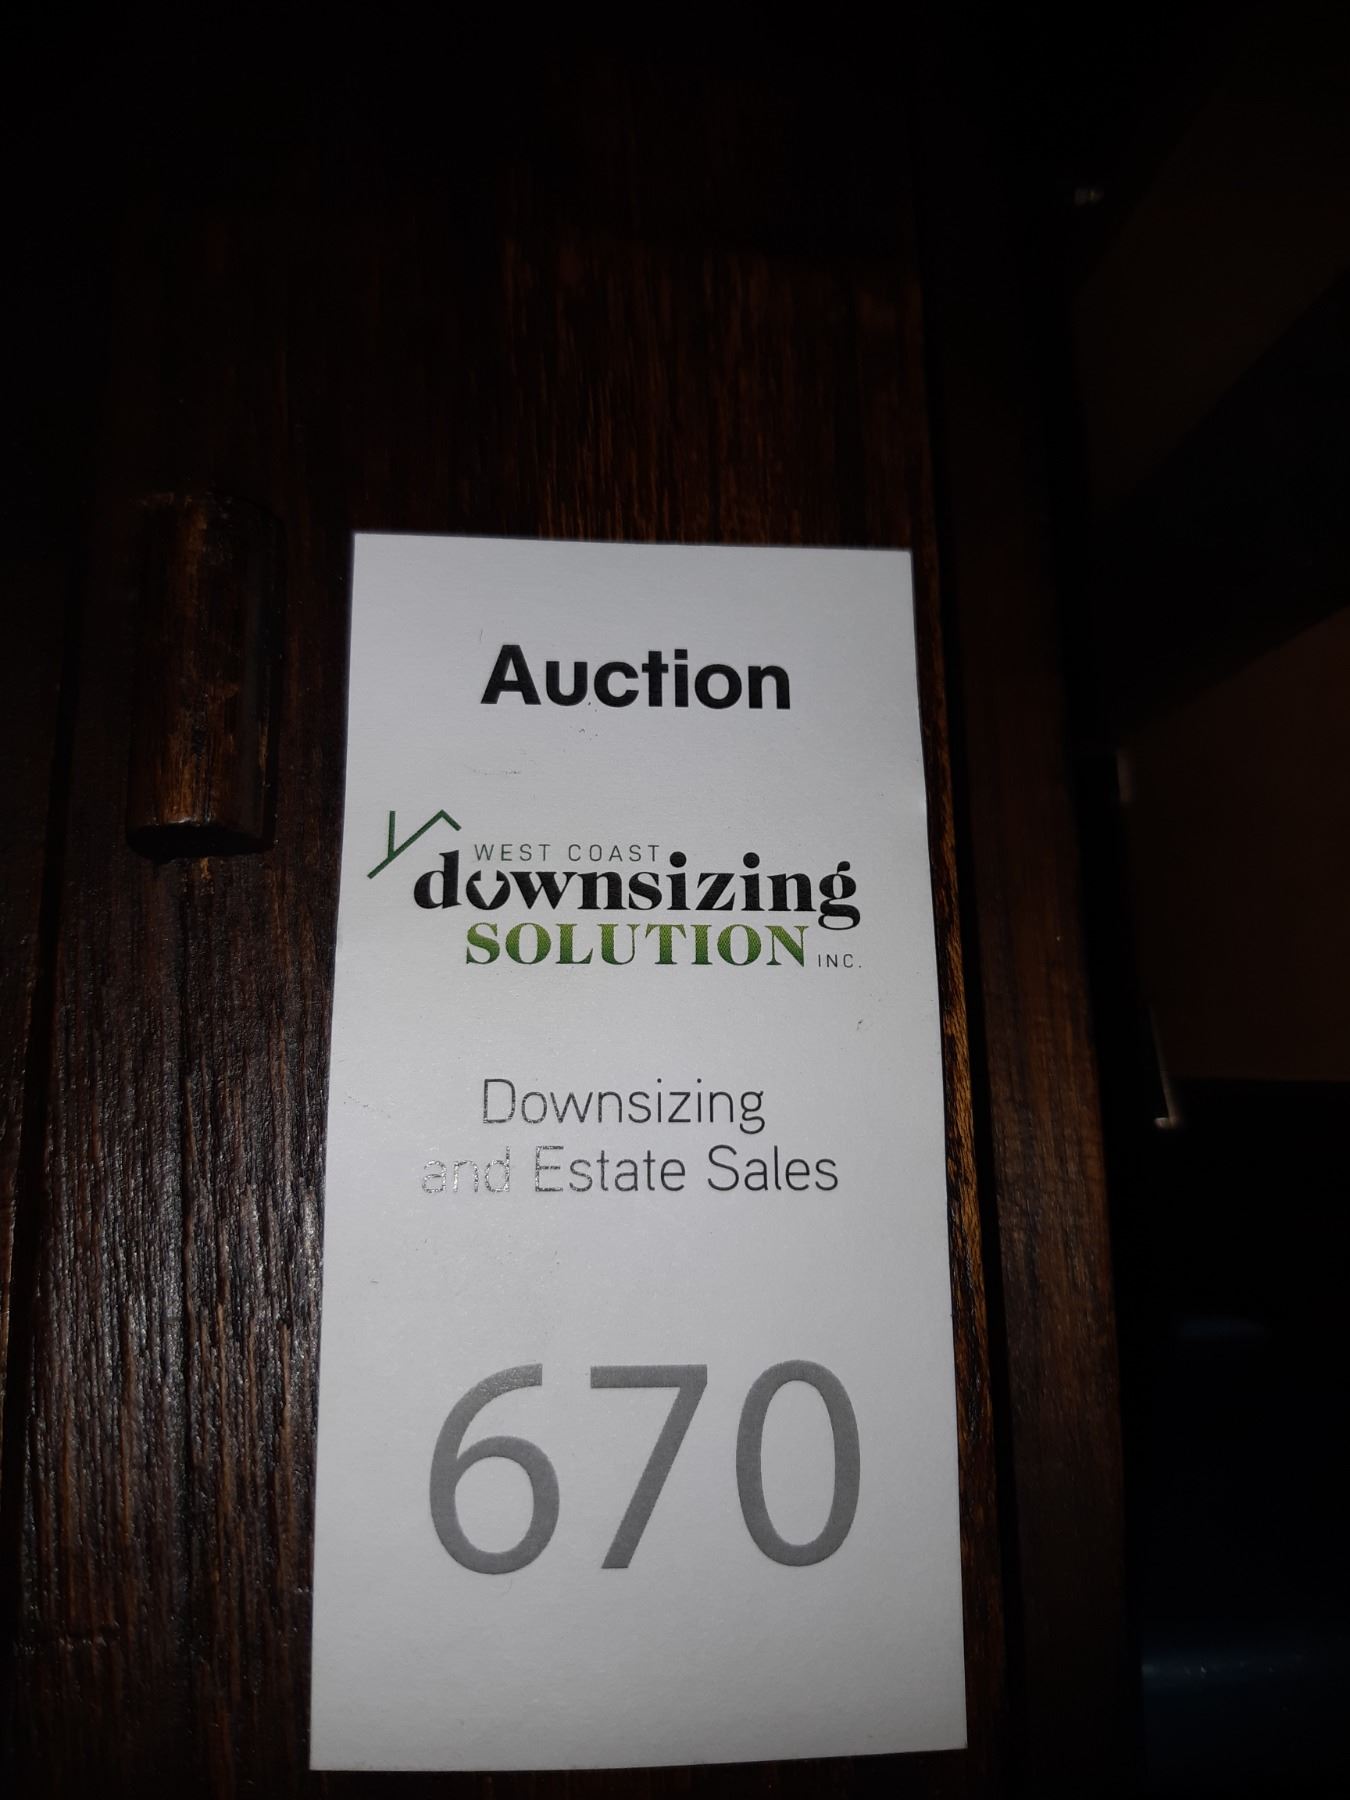 Auction
WEST COAST
downsizing
SOLUTION INC.
Downsizing
and Estate Sales
670